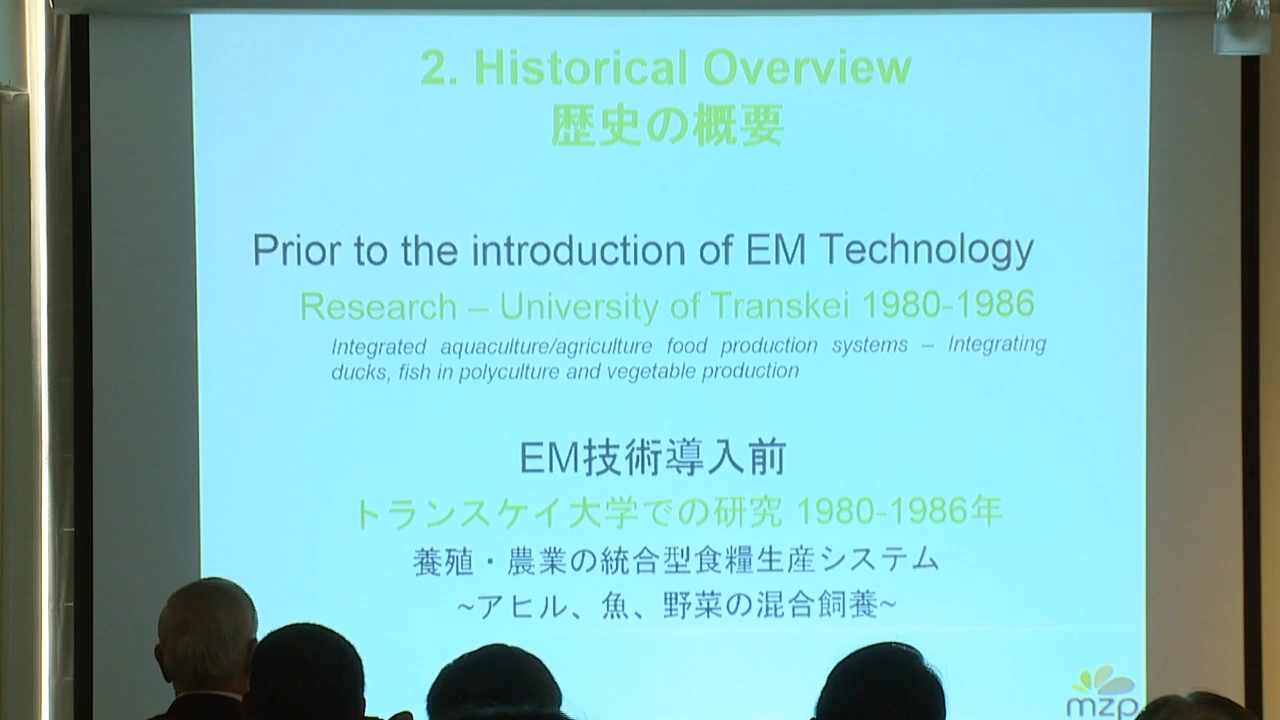 2. Historical Overview
歴史の概要
Prior to the introduction of EM Technology
Research – University of Transkei 1980-1986
Integrated aquaculture/agriculture food production systems – Integrating
ducks, fish in polyculture and vegetable production
EM技術導入前
トランスケイ大学での研究 1980-1986年
養殖・農業の統合型食糧生産システム
~アヒル、魚、野菜の混合飼養~
mzp